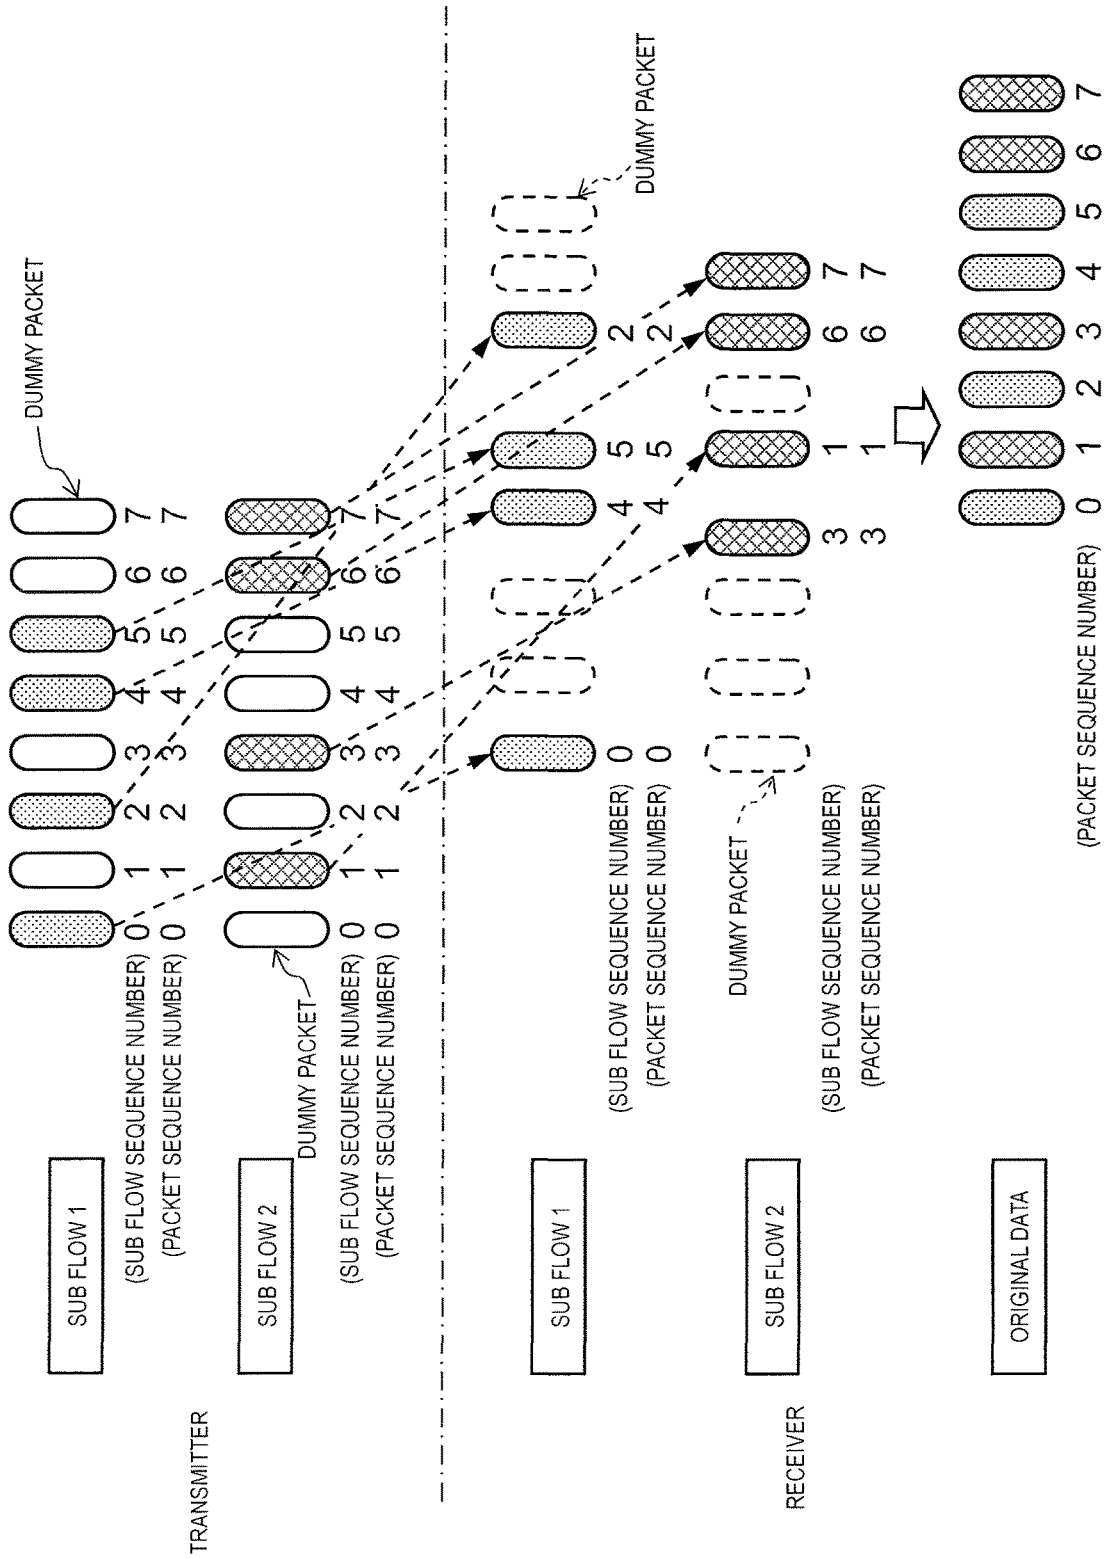 TRANSMITTER
SUB FLOW 1
DUMMY PACKET
(SUB FLOW SEQUENCE NUMBER) 0 1 2 3 4 5 6 7
(PACKET SEQUENCE NUMBER) 0 1 2 3 4 5 6 7
SUB FLOW 2
DUMMY PACKET
(SUB FLOW SEQUENCE NUMBER) 0 1 2 3 4 5 6 7
(PACKET SEQUENCE NUMBER) 0 1 2 3 4 5 6 7
RECEIVER
SUB FLOW 1
(SUB FLOW SEQUENCE NUMBER) 0 4 5 2
(PACKET SEQUENCE NUMBER) 0 4 5 2
DUMMY PACKET
SUB FLOW 2
DUMMY PACKET
(SUB FLOW SEQUENCE NUMBER) 3 1 6 7
(PACKET SEQUENCE NUMBER) 3 1 6 7
ORIGINAL DATA
0 1 2 3 4 5 6 7
(PACKET SEQUENCE NUMBER)